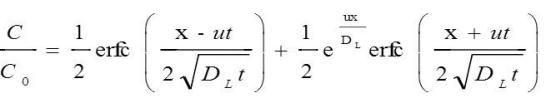 C/C₀ = 1/2 erfc ( (x - ut) / (2√(D_L t)) ) + 1/2 e^(ux/D_L) erfc ( (x + ut) / (2√(D_L t)) )